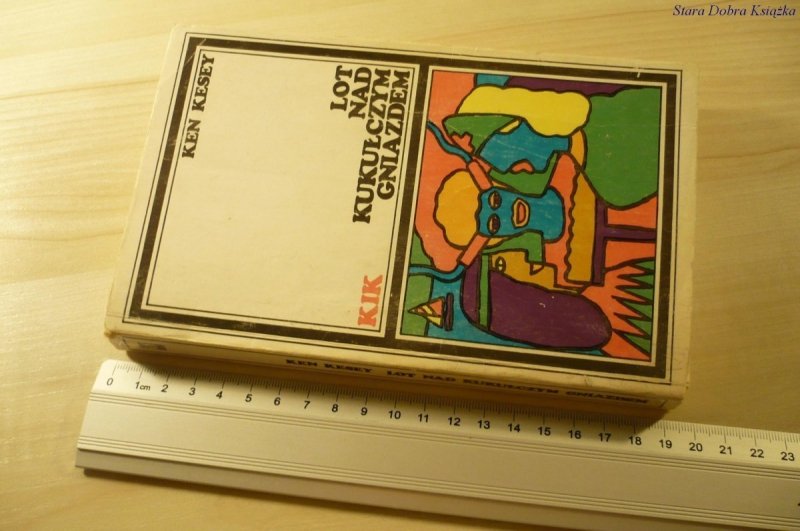 Stara Dobra Książka
KEN KESEY
LOT
NAD
KUKUŁCZYM
GNIAZDEM
KIK
KEN KESEY LOT NAD KUKUŁCZYM GNIAZDEM
0 1cm 2 3 4 5 6 7 8 9 10 11 12 13 14 15 16 17 18 19 20 21 22 23